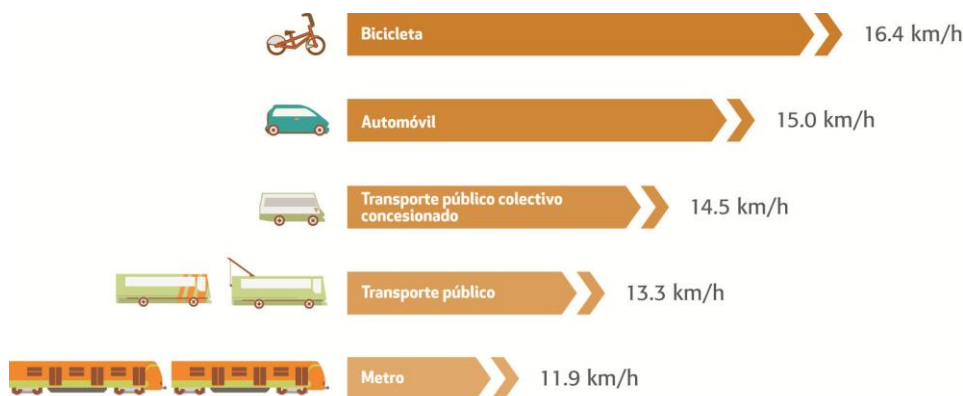 Bicicleta
16.4 km/h
Automóvil
15.0 km/h
Transporte público colectivo
concesionado
14.5 km/h
Transporte público
13.3 km/h
Metro
11.9 km/h